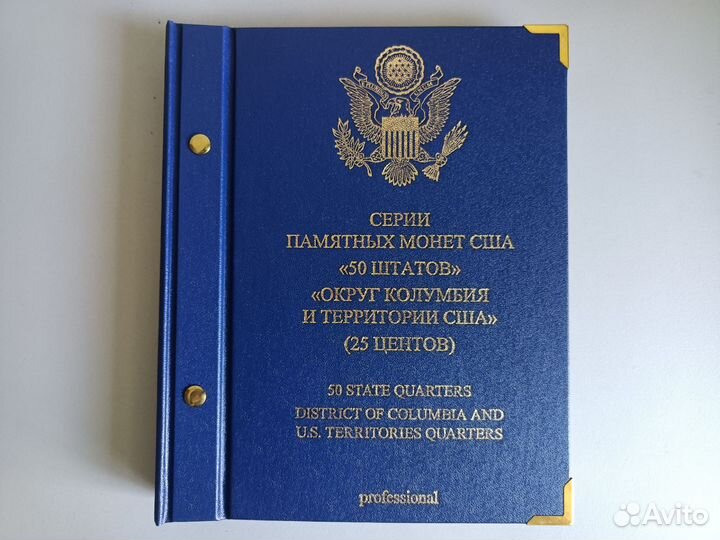 СЕРИИ
ПАМЯТНЫХ МОНЕТ США
«50 ШТАТОВ»
«ОКРУГ КОЛУМБИЯ
И ТЕРРИТОРИИ США»
(25 ЦЕНТОВ)
50 STATE QUARTERS
DISTRICT OF COLUMBIA AND
U.S. TERRITORIES QUARTERS
professional
Avito